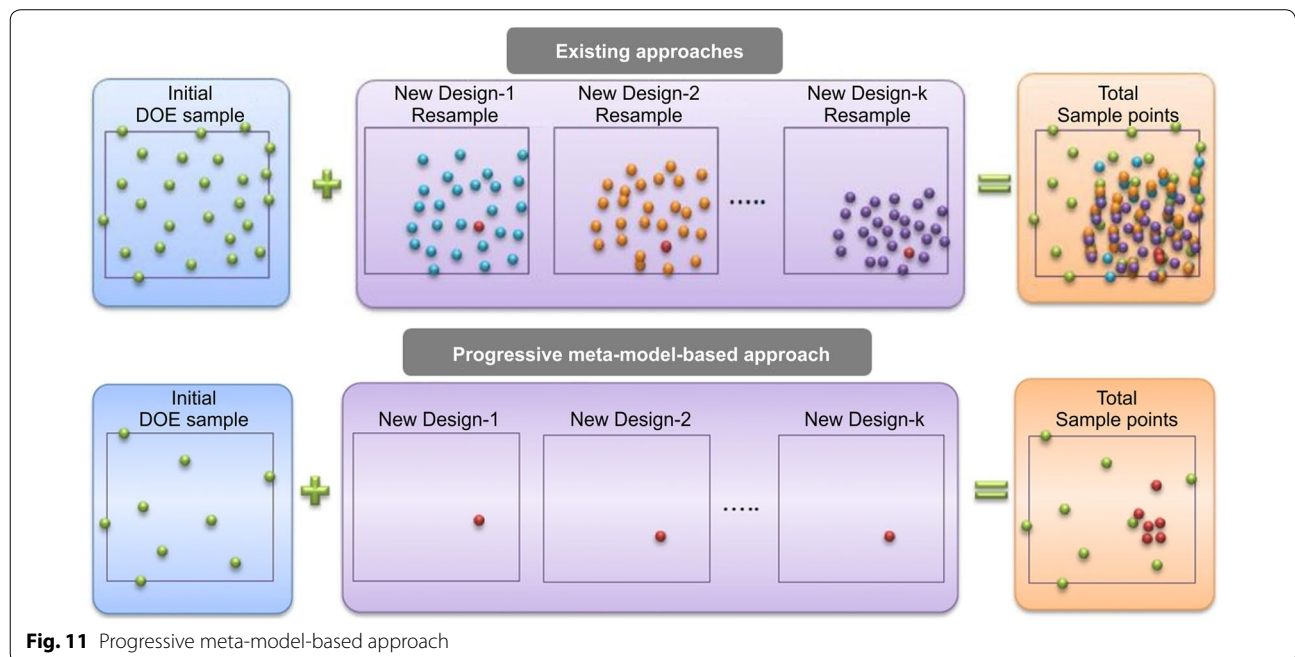 Existing approaches
Initial
DOE sample
New Design-1
Resample
New Design-2
Resample
.....
New Design-k
Resample
Total
Sample points
Progressive meta-model-based approach
Initial
DOE sample
New Design-1
New Design-2
.....
New Design-k
Total
Sample points
Fig. 11 Progressive meta-model-based approach